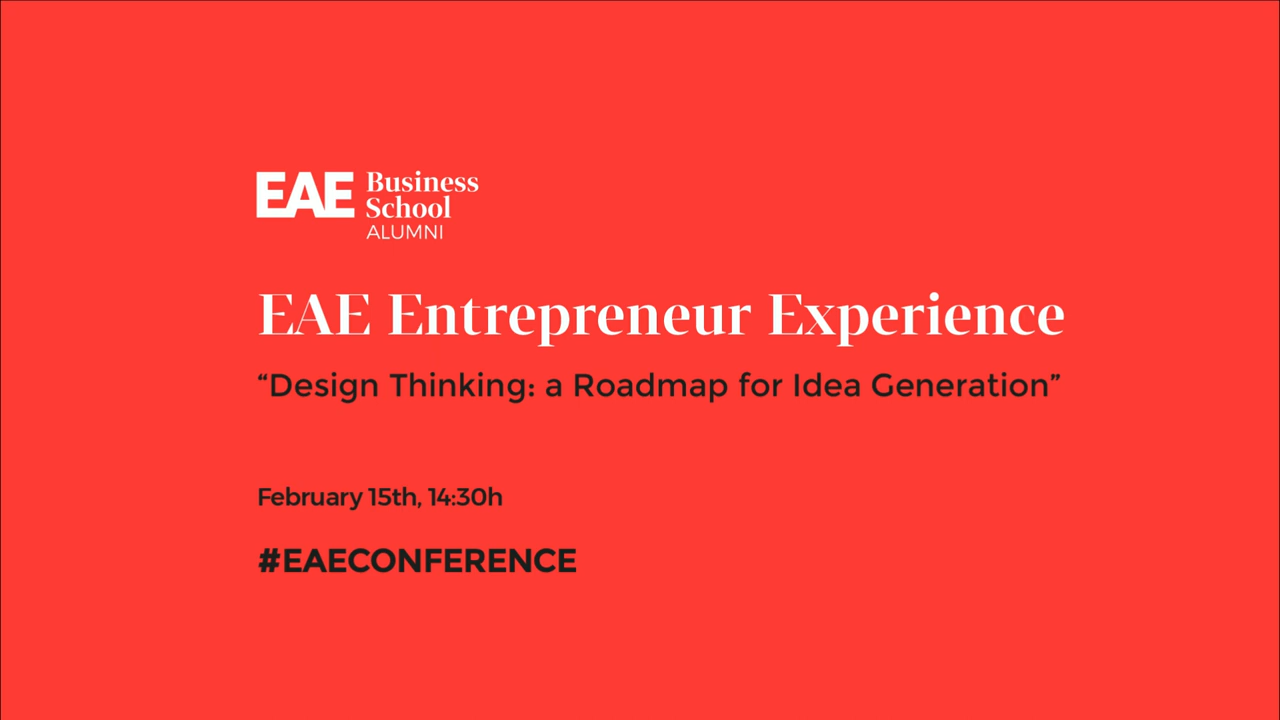 EAE Business
School
ALUMNI
EAE Entrepreneur Experience
“Design Thinking: a Roadmap for Idea Generation”
February 15th, 14:30h
#EAECONFERENCE